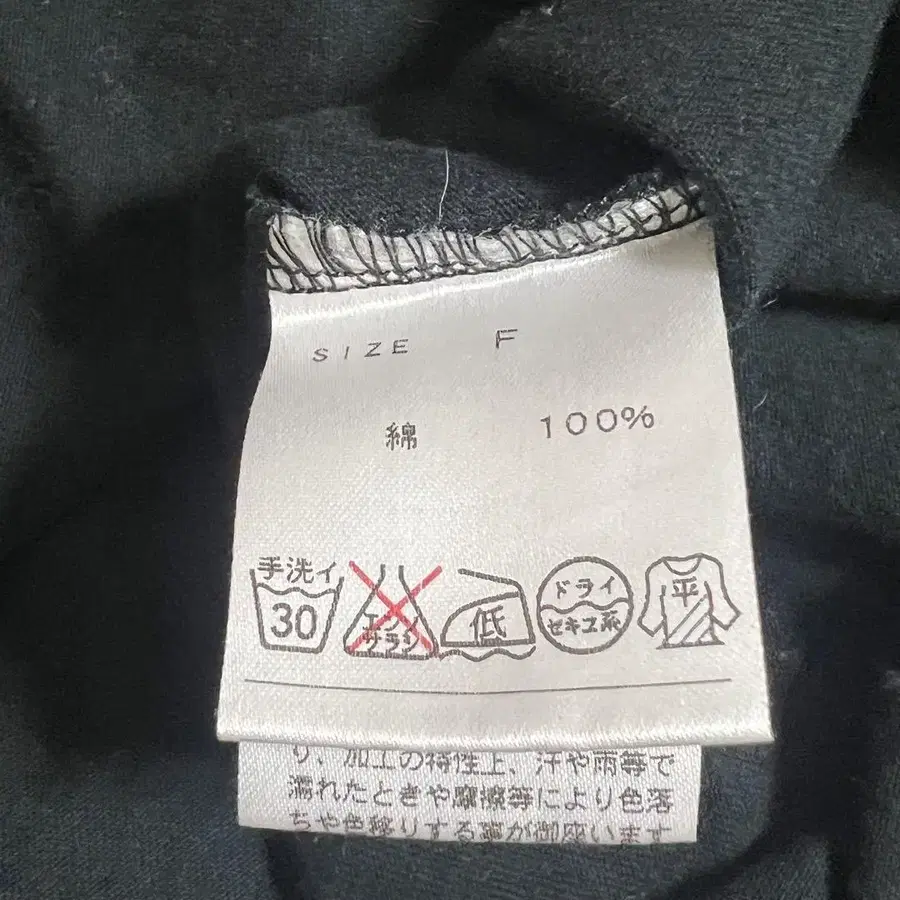 SIZE F
綿 100%
手洗イ
30
エンソ
サラシ
低
ドライ
セキユ系
平
り、加工の特性上、汗や雨等で
濡れたときや摩擦等により色落
ちや色移りする事が御座います